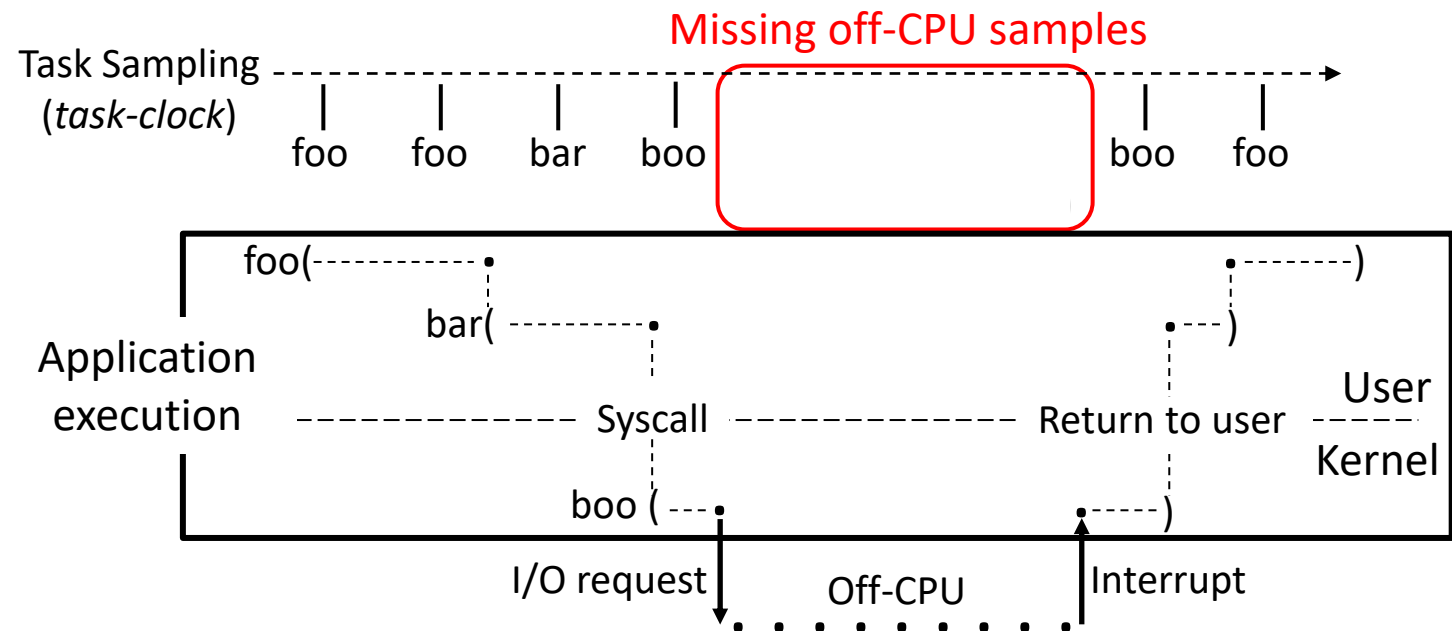 Missing off-CPU samples
Task Sampling
(task-clock)
foo foo bar boo boo foo
foo( )
bar( )
Application
execution
User
Syscall Return to user
Kernel
boo ( )
I/O request Off-CPU Interrupt